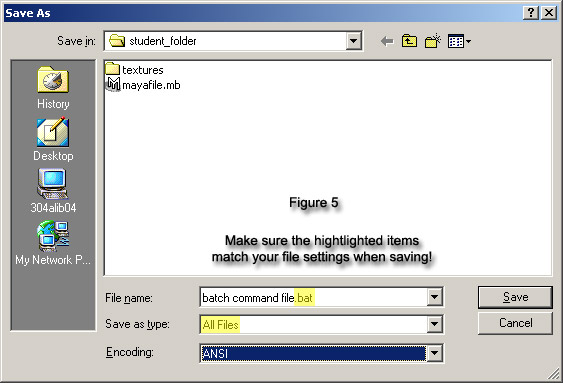 Save As
Save in: student_folder
textures
mayafile.mb
History
Desktop
304alib04
My Network P...
Figure 5
Make sure the hightlighted items
match your file settings when saving!
File name: batch command file.bat Save
Save as type: All Files Cancel
Encoding: ANSI